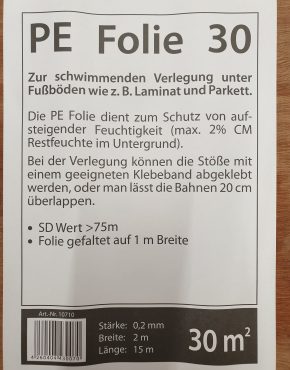 PE Folie 30
Zur schwimmenden Verlegung unter
Fußböden wie z. B. Laminat und Parkett.
Die PE Folie dient zum Schutz von auf-
steigender Feuchtigkeit (max. 2% CM
Restfeuchte im Untergrund).
Bei der Verlegung können die Stöße mit
einem geeigneten Klebeband abgeklebt
werden, oder man lässt die Bahnen 20 cm
überlappen.
• SD Wert >75m
• Folie gefaltet auf 1 m Breite
Art.-Nr. 10710
Stärke: 0,2 mm
Breite: 2 m
Länge: 15 m
30 m²
4 260404 430070